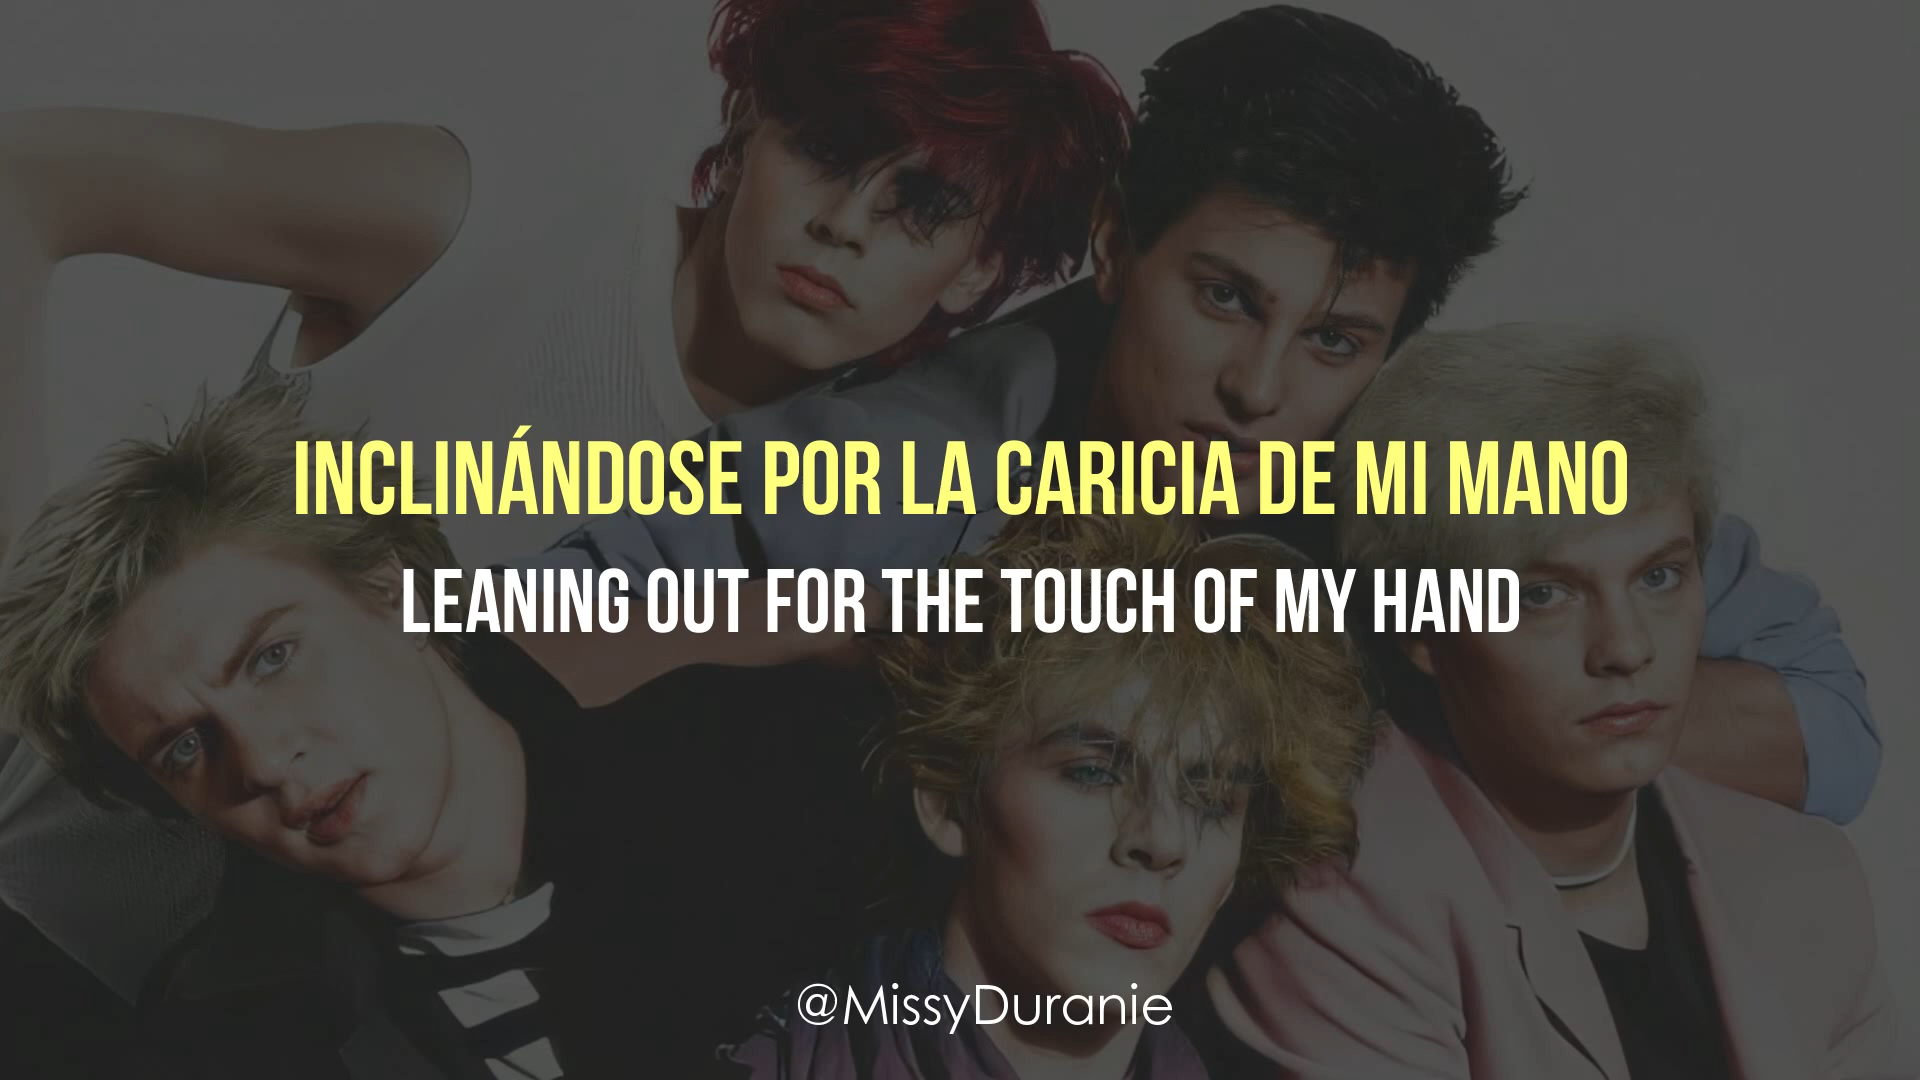 INCLINÁNDOSE POR LA CARICIA DE MI MANO
LEANING OUT FOR THE TOUCH OF MY HAND
@MissyDuranie